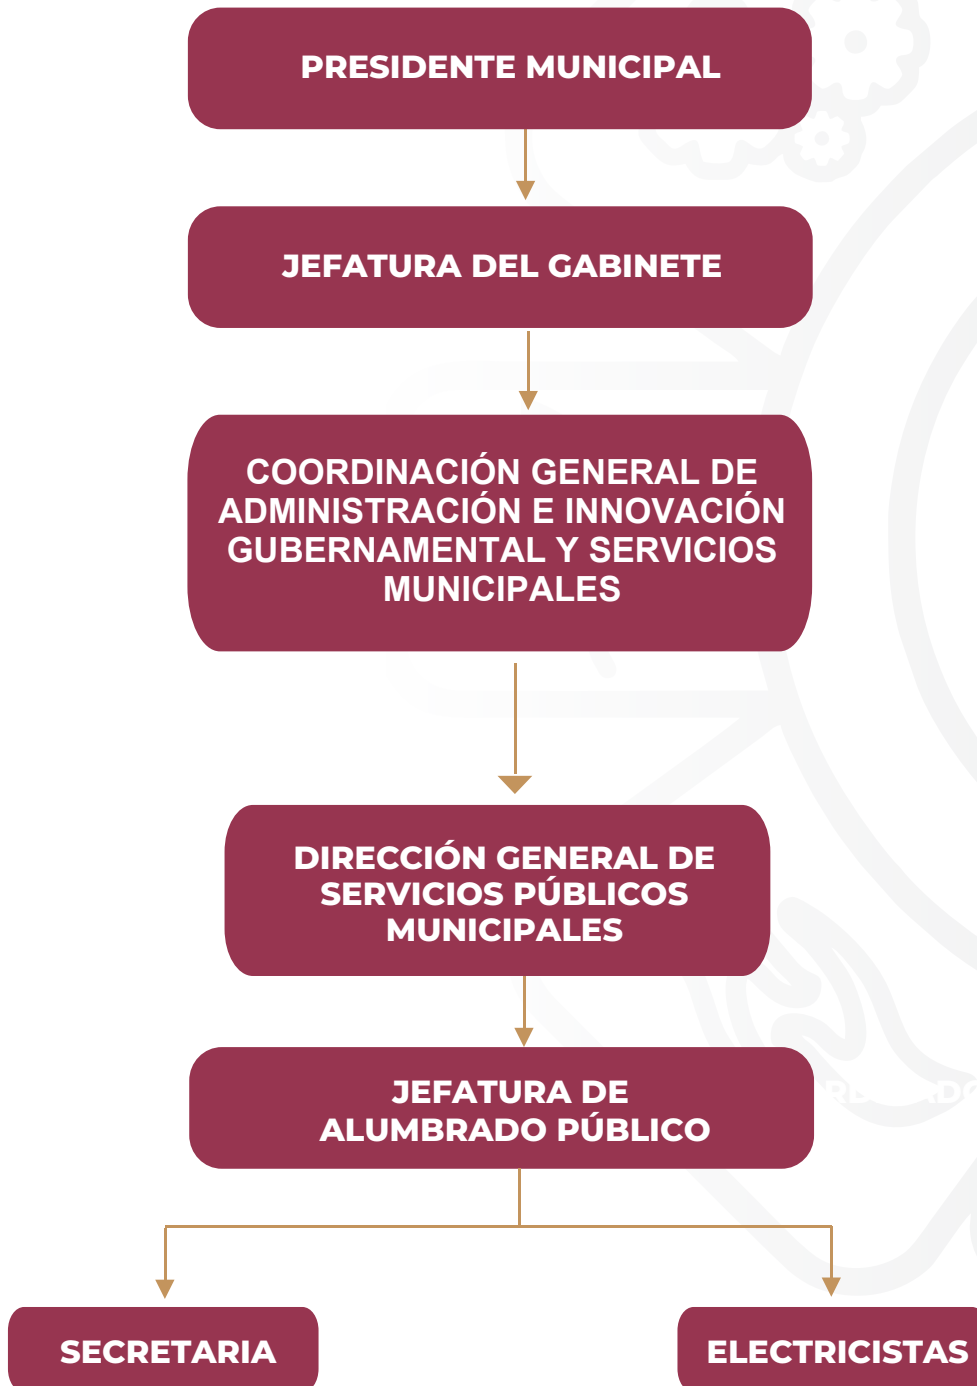 PRESIDENTE MUNICIPAL
JEFATURA DEL GABINETE
COORDINACIÓN GENERAL DE
ADMINISTRACIÓN E INNOVACIÓN
GUBERNAMENTAL Y SERVICIOS
MUNICIPALES
DIRECCIÓN GENERAL DE
SERVICIOS PÚBLICOS
MUNICIPALES
JEFATURA DE
ALUMBRADO PÚBLICO
SECRETARIA
ELECTRICISTAS